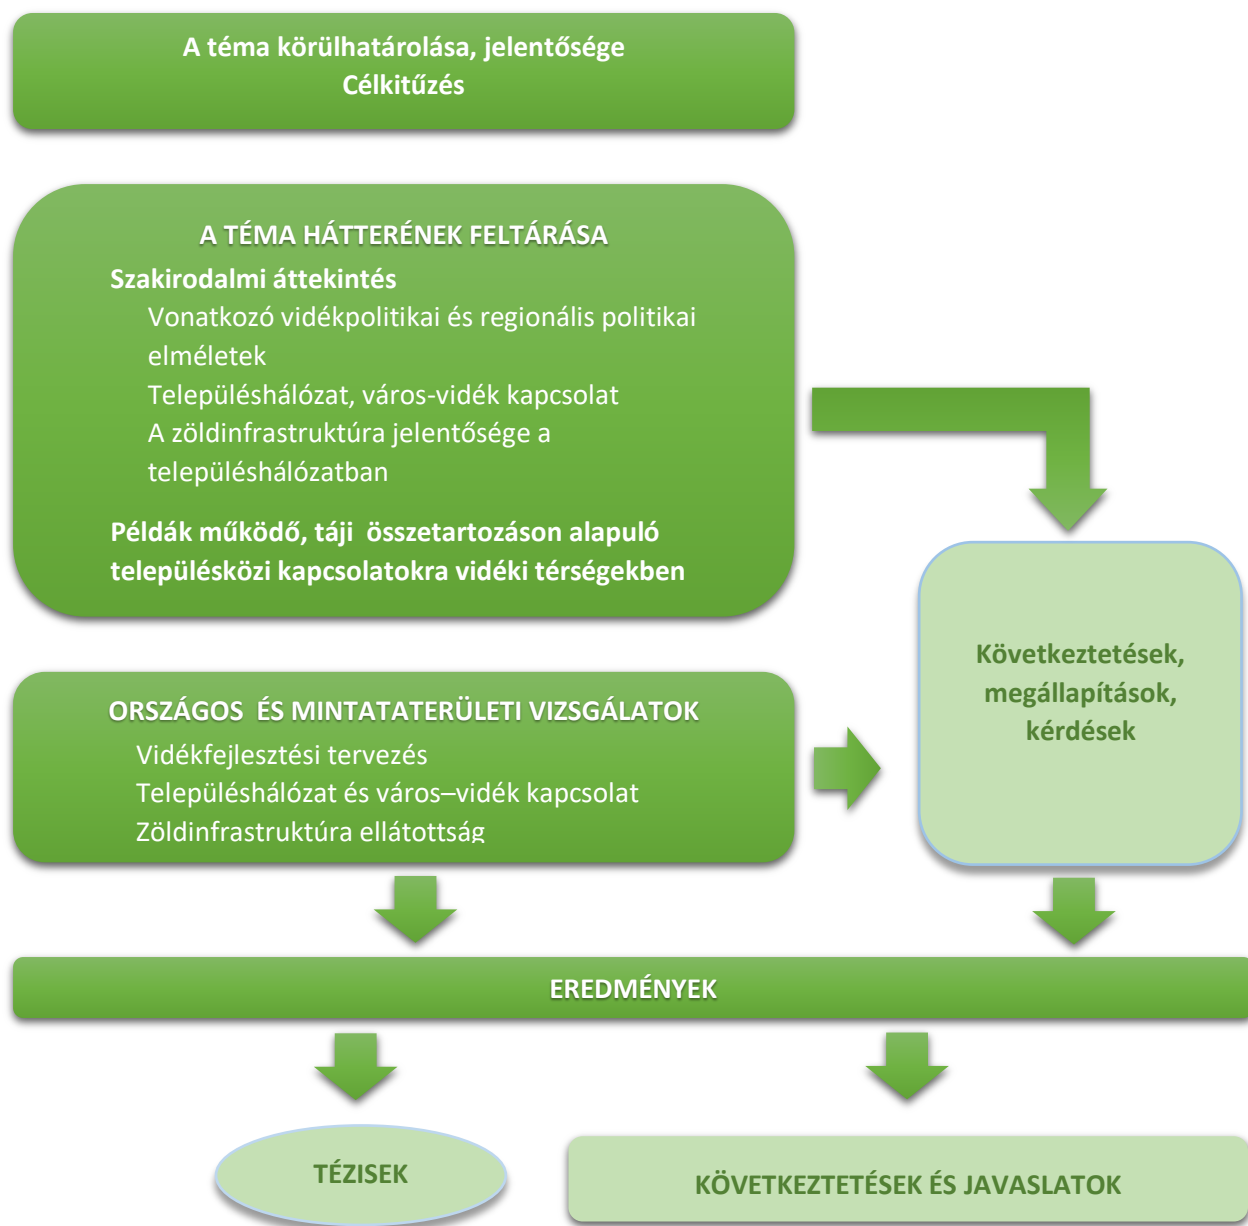 A téma körülhatárolása, jelentősége
Célkitűzés
A TÉMA HÁTTERÉNEK FELTÁRÁSA
Szakirodalmi áttekintés
Vonatkozó vidékpolitikai és regionális politikai
elméletek
Településhálózat, város-vidék kapcsolat
A zöldinfrastruktúra jelentősége a
településhálózatban
Példák működő, táji  összetartozáson alapuló
településközi kapcsolatokra vidéki térségekben
Következtetések,
megállapítások,
kérdések
ORSZÁGOS  ÉS MINTATATERÜLETI VIZSGÁLATOK
Vidékfejlesztési tervezés
Településhálózat és város–vidék kapcsolat
Zöldinfrastruktúra ellátottság
EREDMÉNYEK
TÉZISEK
KÖVETKEZTETÉSEK ÉS JAVASLATOK